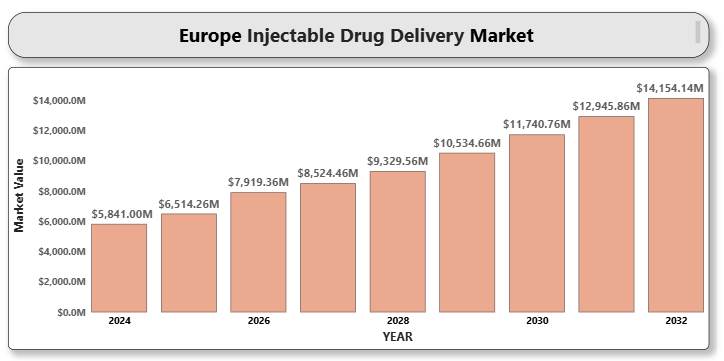 Europe Injectable Drug Delivery Market
$14,154.14M
$12,945.86M
$11,740.76M
$10,534.66M
$9,329.56M
$8,524.46M
$7,919.36M
$6,514.26M
$5,841.00M
$14,000.0M
$12,000.0M
$10,000.0M
$8,000.0M
$6,000.0M
$4,000.0M
$2,000.0M
$0.0M
Market Value
2024 2026 2028 2030 2032
YEAR